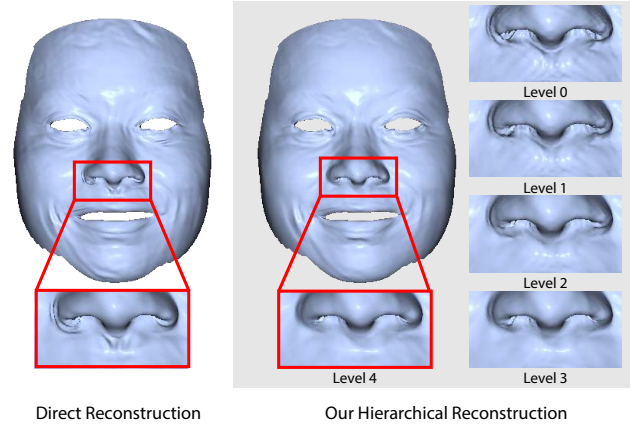 Level 0
Level 1
Level 2
Level 4
Level 3
Direct Reconstruction
Our Hierarchical Reconstruction